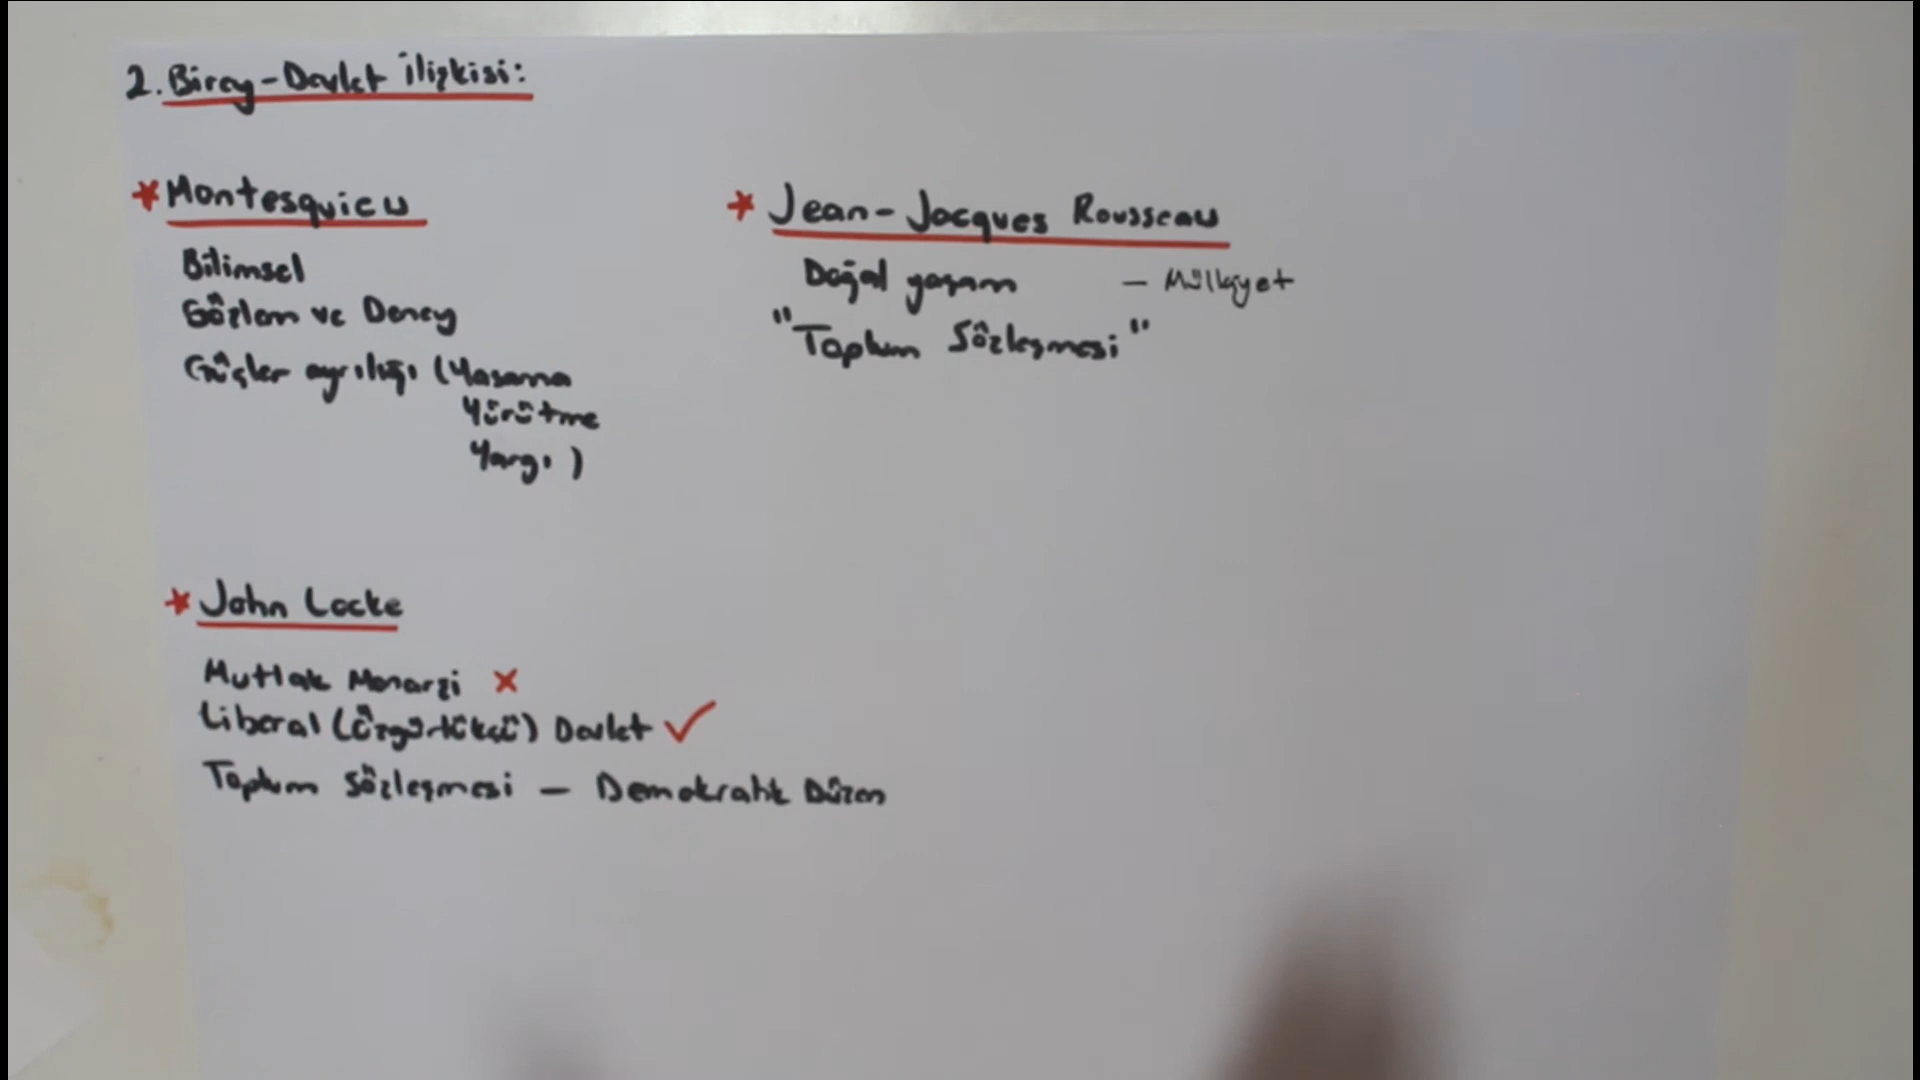 2. Birey-Devlet İlişkisi:
* Montesquieu
Bilimsel
Gözlem ve Deney
Güçler ayrılığı (Yasama
Yürütme
Yargı)
* Jean-Jacques Rousseau
Doğal yaşam - Mülkiyet
"Toplum Sözleşmesi"
* John Locke
Mutlak Monarşi x
Liberal (Özgürlükçü) Devlet ✓
Toplum Sözleşmesi - Demokratik Düzen